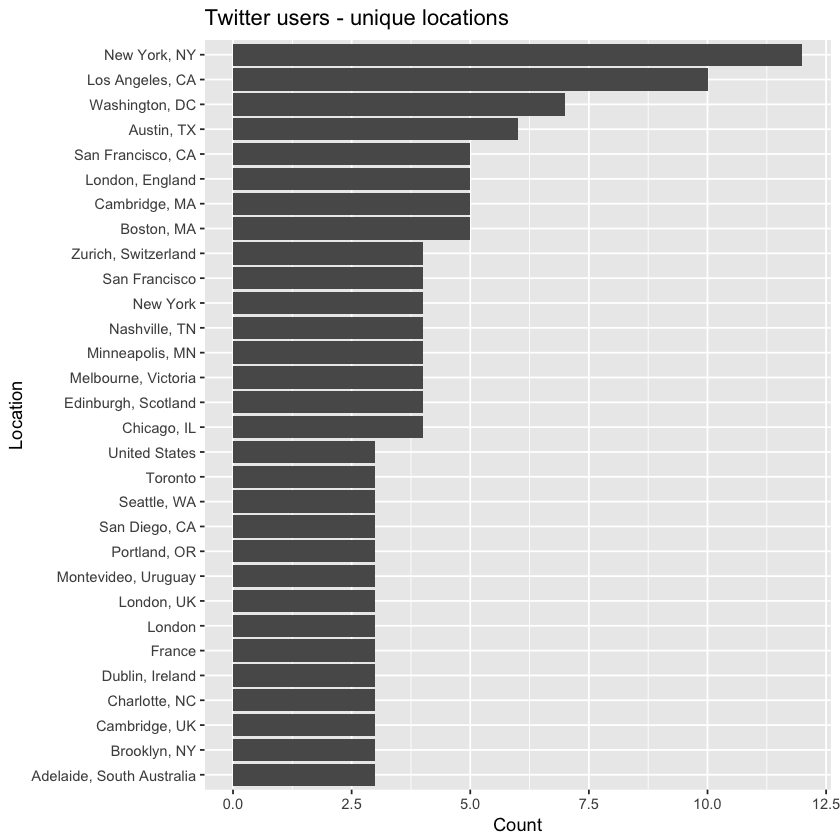 Twitter users - unique locations
New York, NY
Los Angeles, CA
Washington, DC
Austin, TX
San Francisco, CA
London, England
Cambridge, MA
Boston, MA
Zurich, Switzerland
San Francisco
New York
Nashville, TN
Minneapolis, MN
Melbourne, Victoria
Edinburgh, Scotland
Chicago, IL
United States
Toronto
Seattle, WA
San Diego, CA
Portland, OR
Montevideo, Uruguay
London, UK
London
France
Dublin, Ireland
Charlotte, NC
Cambridge, UK
Brooklyn, NY
Adelaide, South Australia
Location
0.0 2.5 5.0 7.5 10.0 12.5
Count